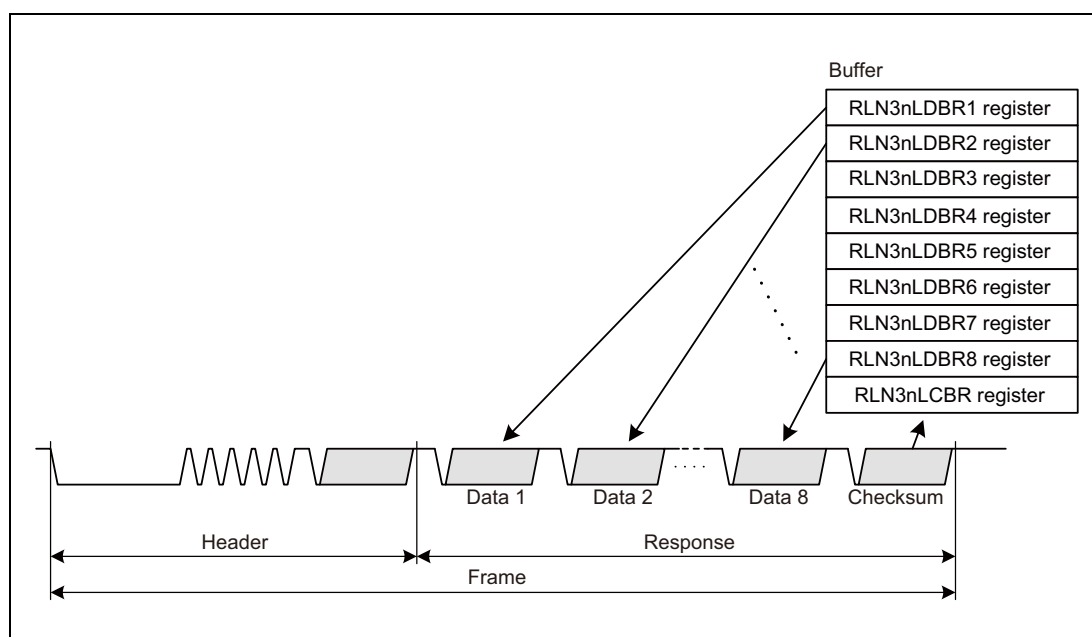 Buffer
RLN3nLDBR1 register
RLN3nLDBR2 register
RLN3nLDBR3 register
RLN3nLDBR4 register
RLN3nLDBR5 register
RLN3nLDBR6 register
RLN3nLDBR7 register
RLN3nLDBR8 register
RLN3nLCBR register
Data 1 Data 2 Data 8 Checksum
Header Response
Frame